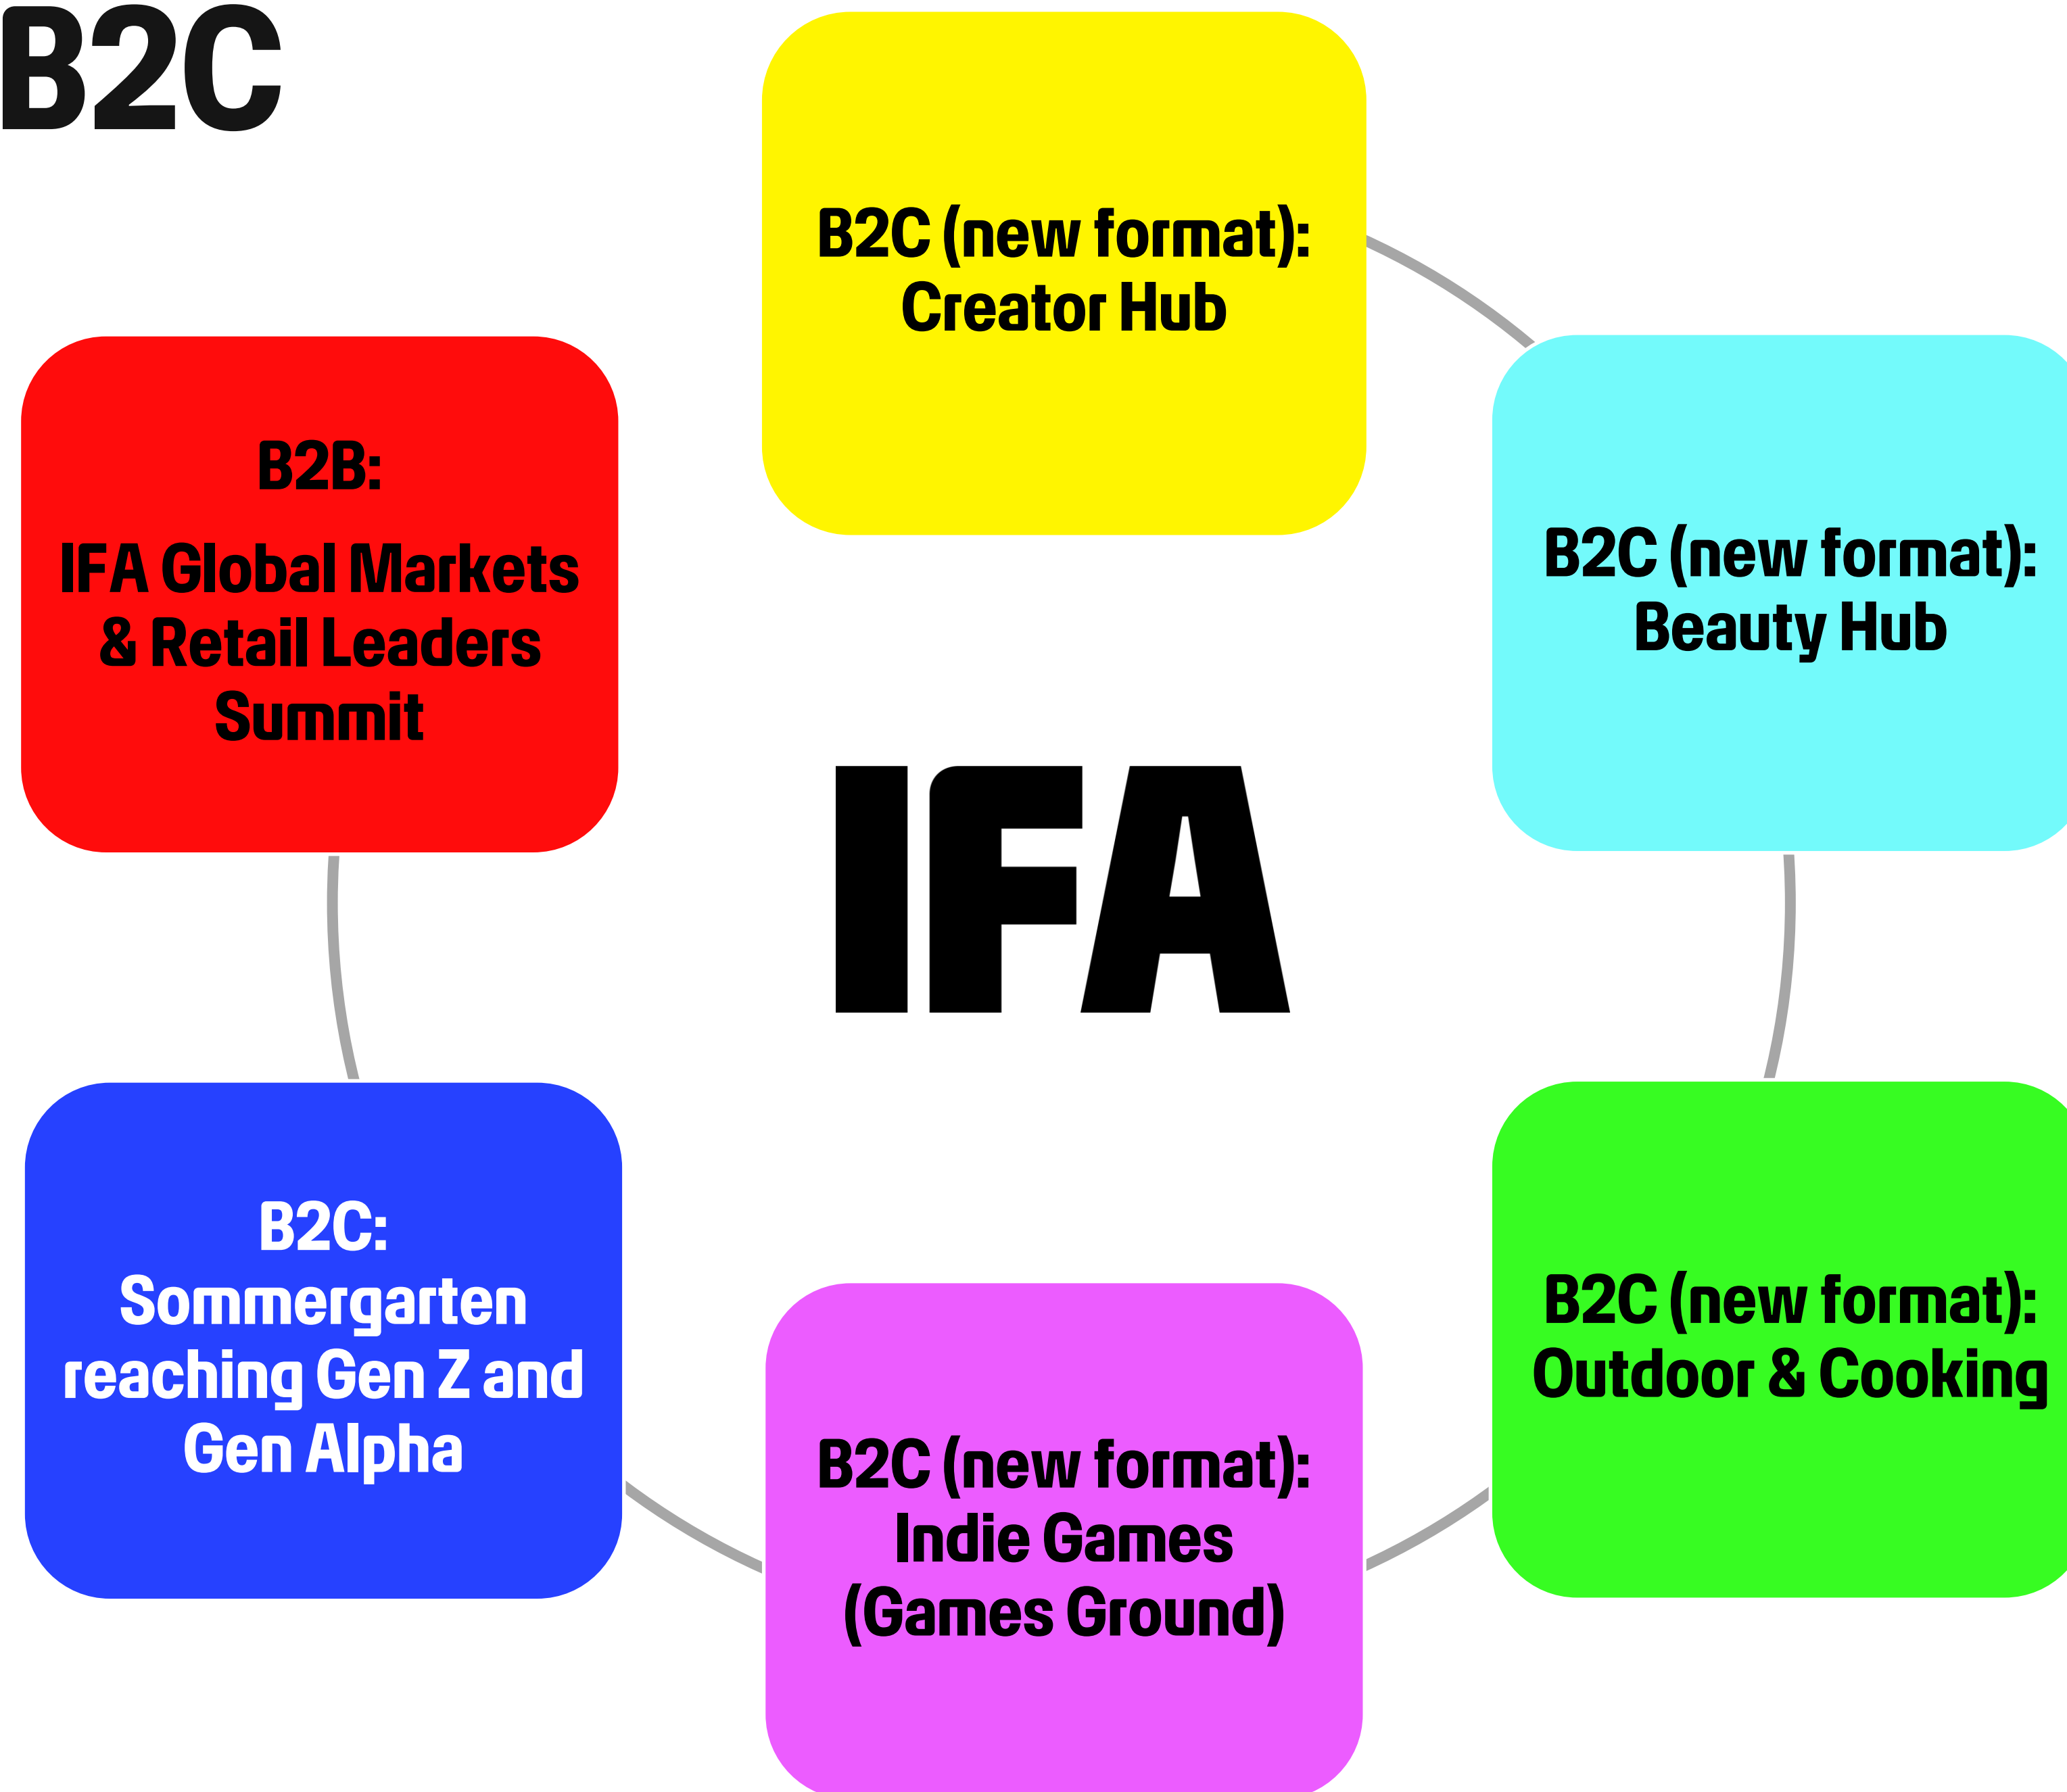 B2C
B2C (new format):
Creator Hub
B2B:
IFA Global Markets
& Retail Leaders
Summit
B2C (new format):
Beauty Hub
IFA
B2C:
Sommergarten
reaching Gen Z and
Gen Alpha
B2C (new format):
Outdoor & Cooking
B2C (new format):
Indie Games
(Games Ground)